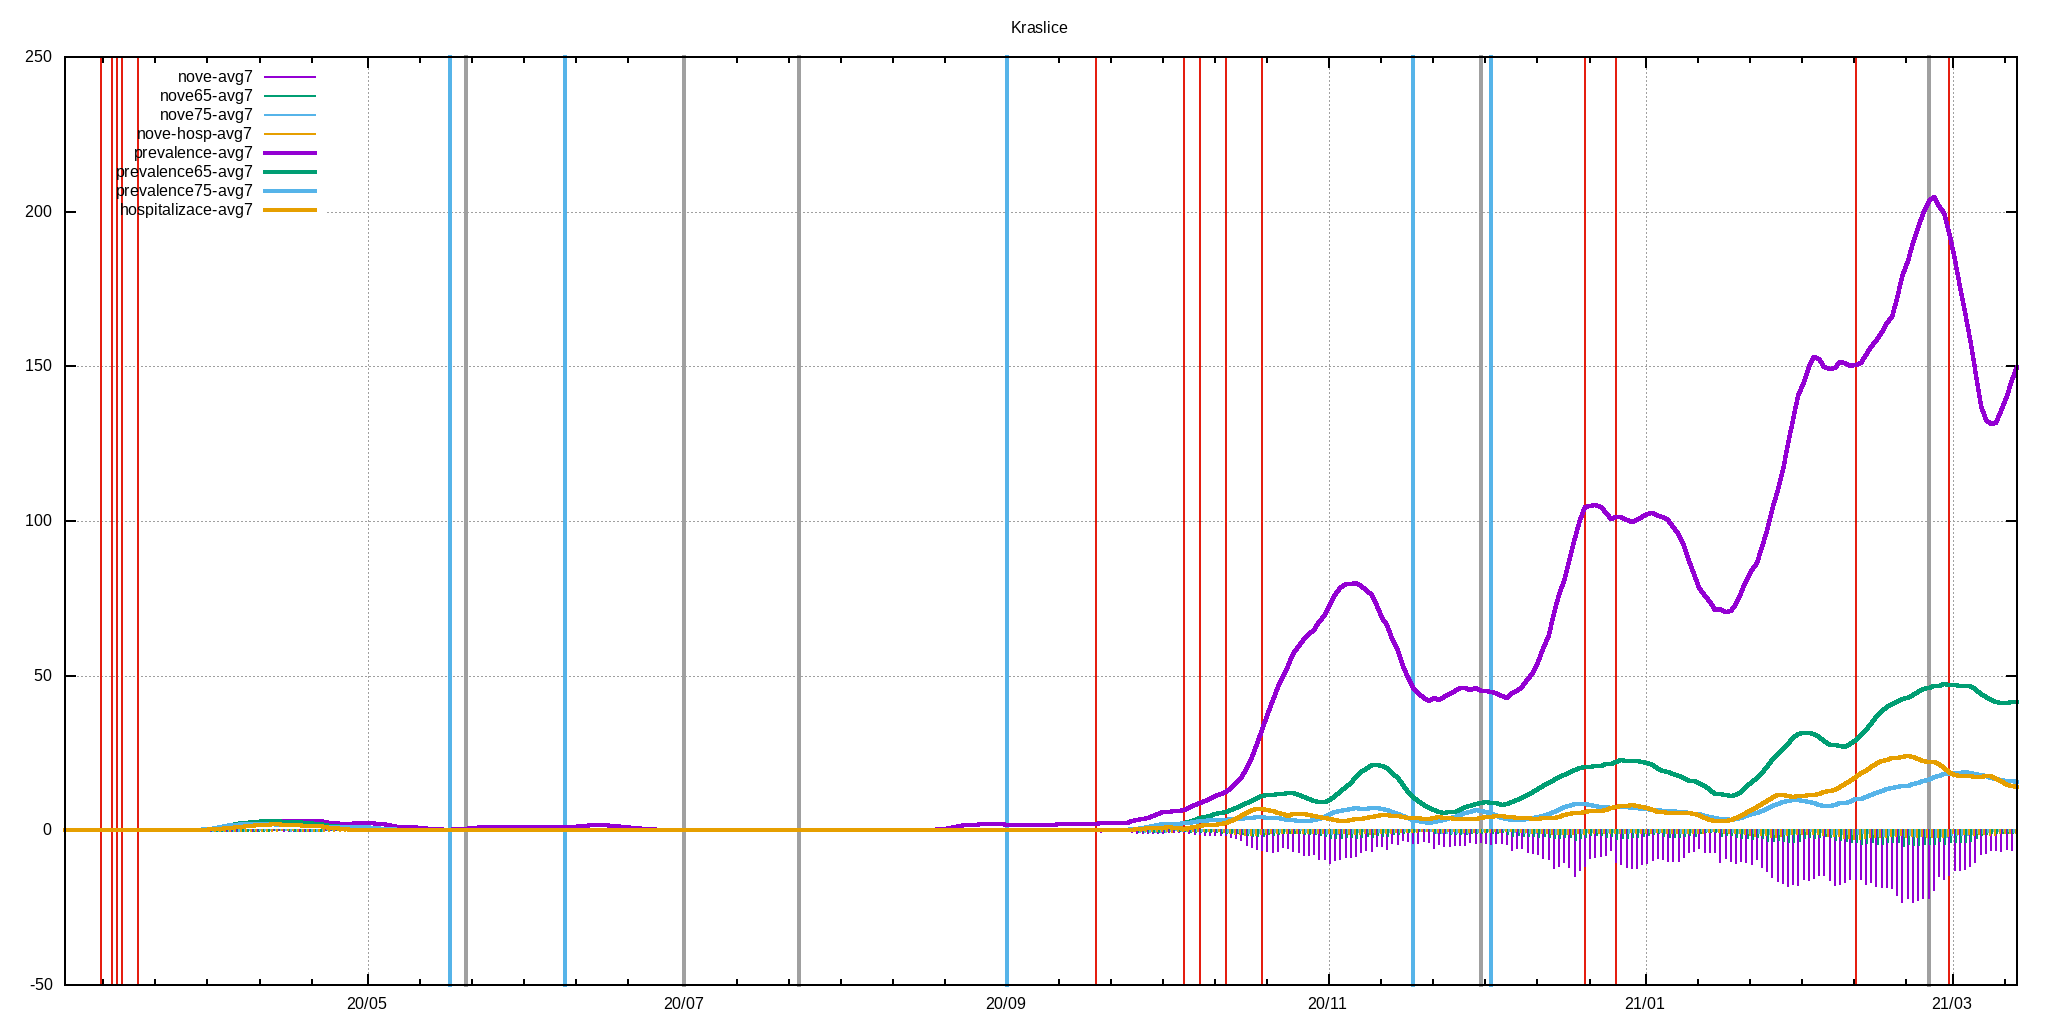 Kraslice
250
200
150
100
50
0
-50
nove-avg7
nove65-avg7
nove75-avg7
nove-hosp-avg7
prevalence-avg7
prevalence65-avg7
prevalence75-avg7
hospitalizace-avg7
20/05
20/07
20/09
20/11
21/01
21/03